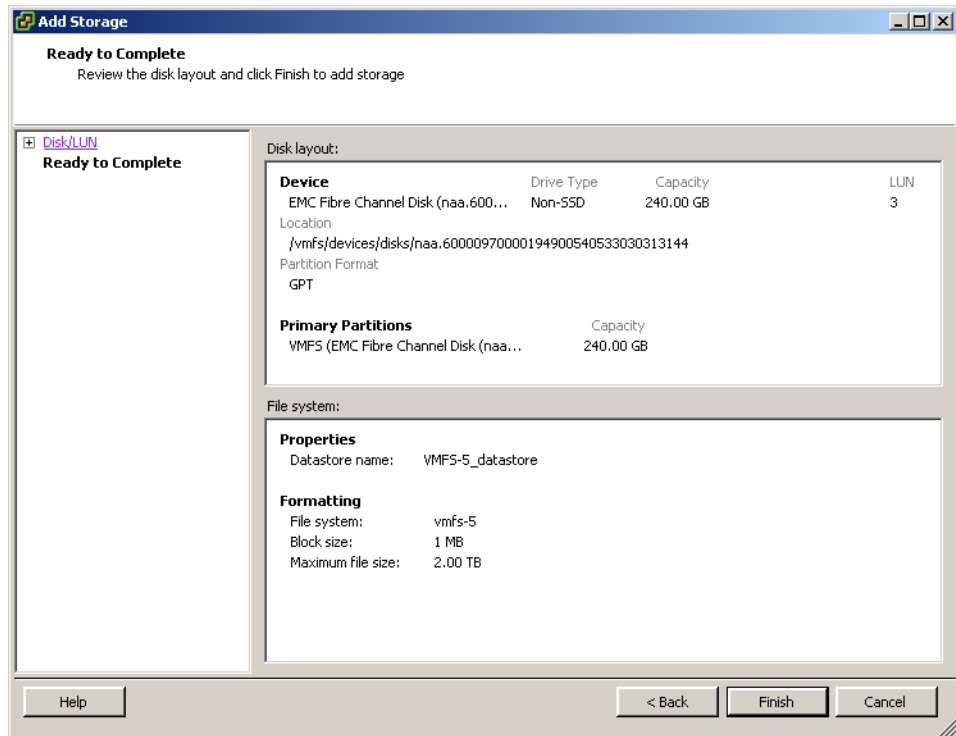 Add Storage
Ready to Complete
Review the disk layout and click Finish to add storage
Disk/LUN
Ready to Complete
Disk layout:
Device Drive Type Capacity LUN
EMC Fibre Channel Disk (naa.600... Non-SSD 240.00 GB 3
Location
/vmfs/devices/disks/naa.60000970000194900540533030313144
Partition Format
GPT
Primary Partitions Capacity
VMFS (EMC Fibre Channel Disk (naa... 240.00 GB
File system:
Properties
Datastore name: VMFS-5_datastore
Formatting
File system: vmfs-5
Block size: 1 MB
Maximum file size: 2.00 TB
Help < Back Finish Cancel